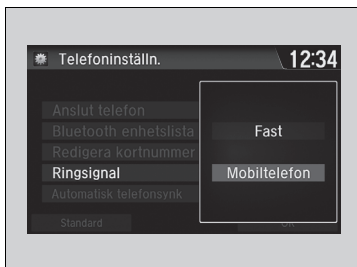 Telefoninställn.
12:34
Anslut telefon
Bluetooth enhetslista
Redigera kortnummer
Ringsignal
Automatisk telefonsynk
Fast
Mobiltelefon
Standard
OK